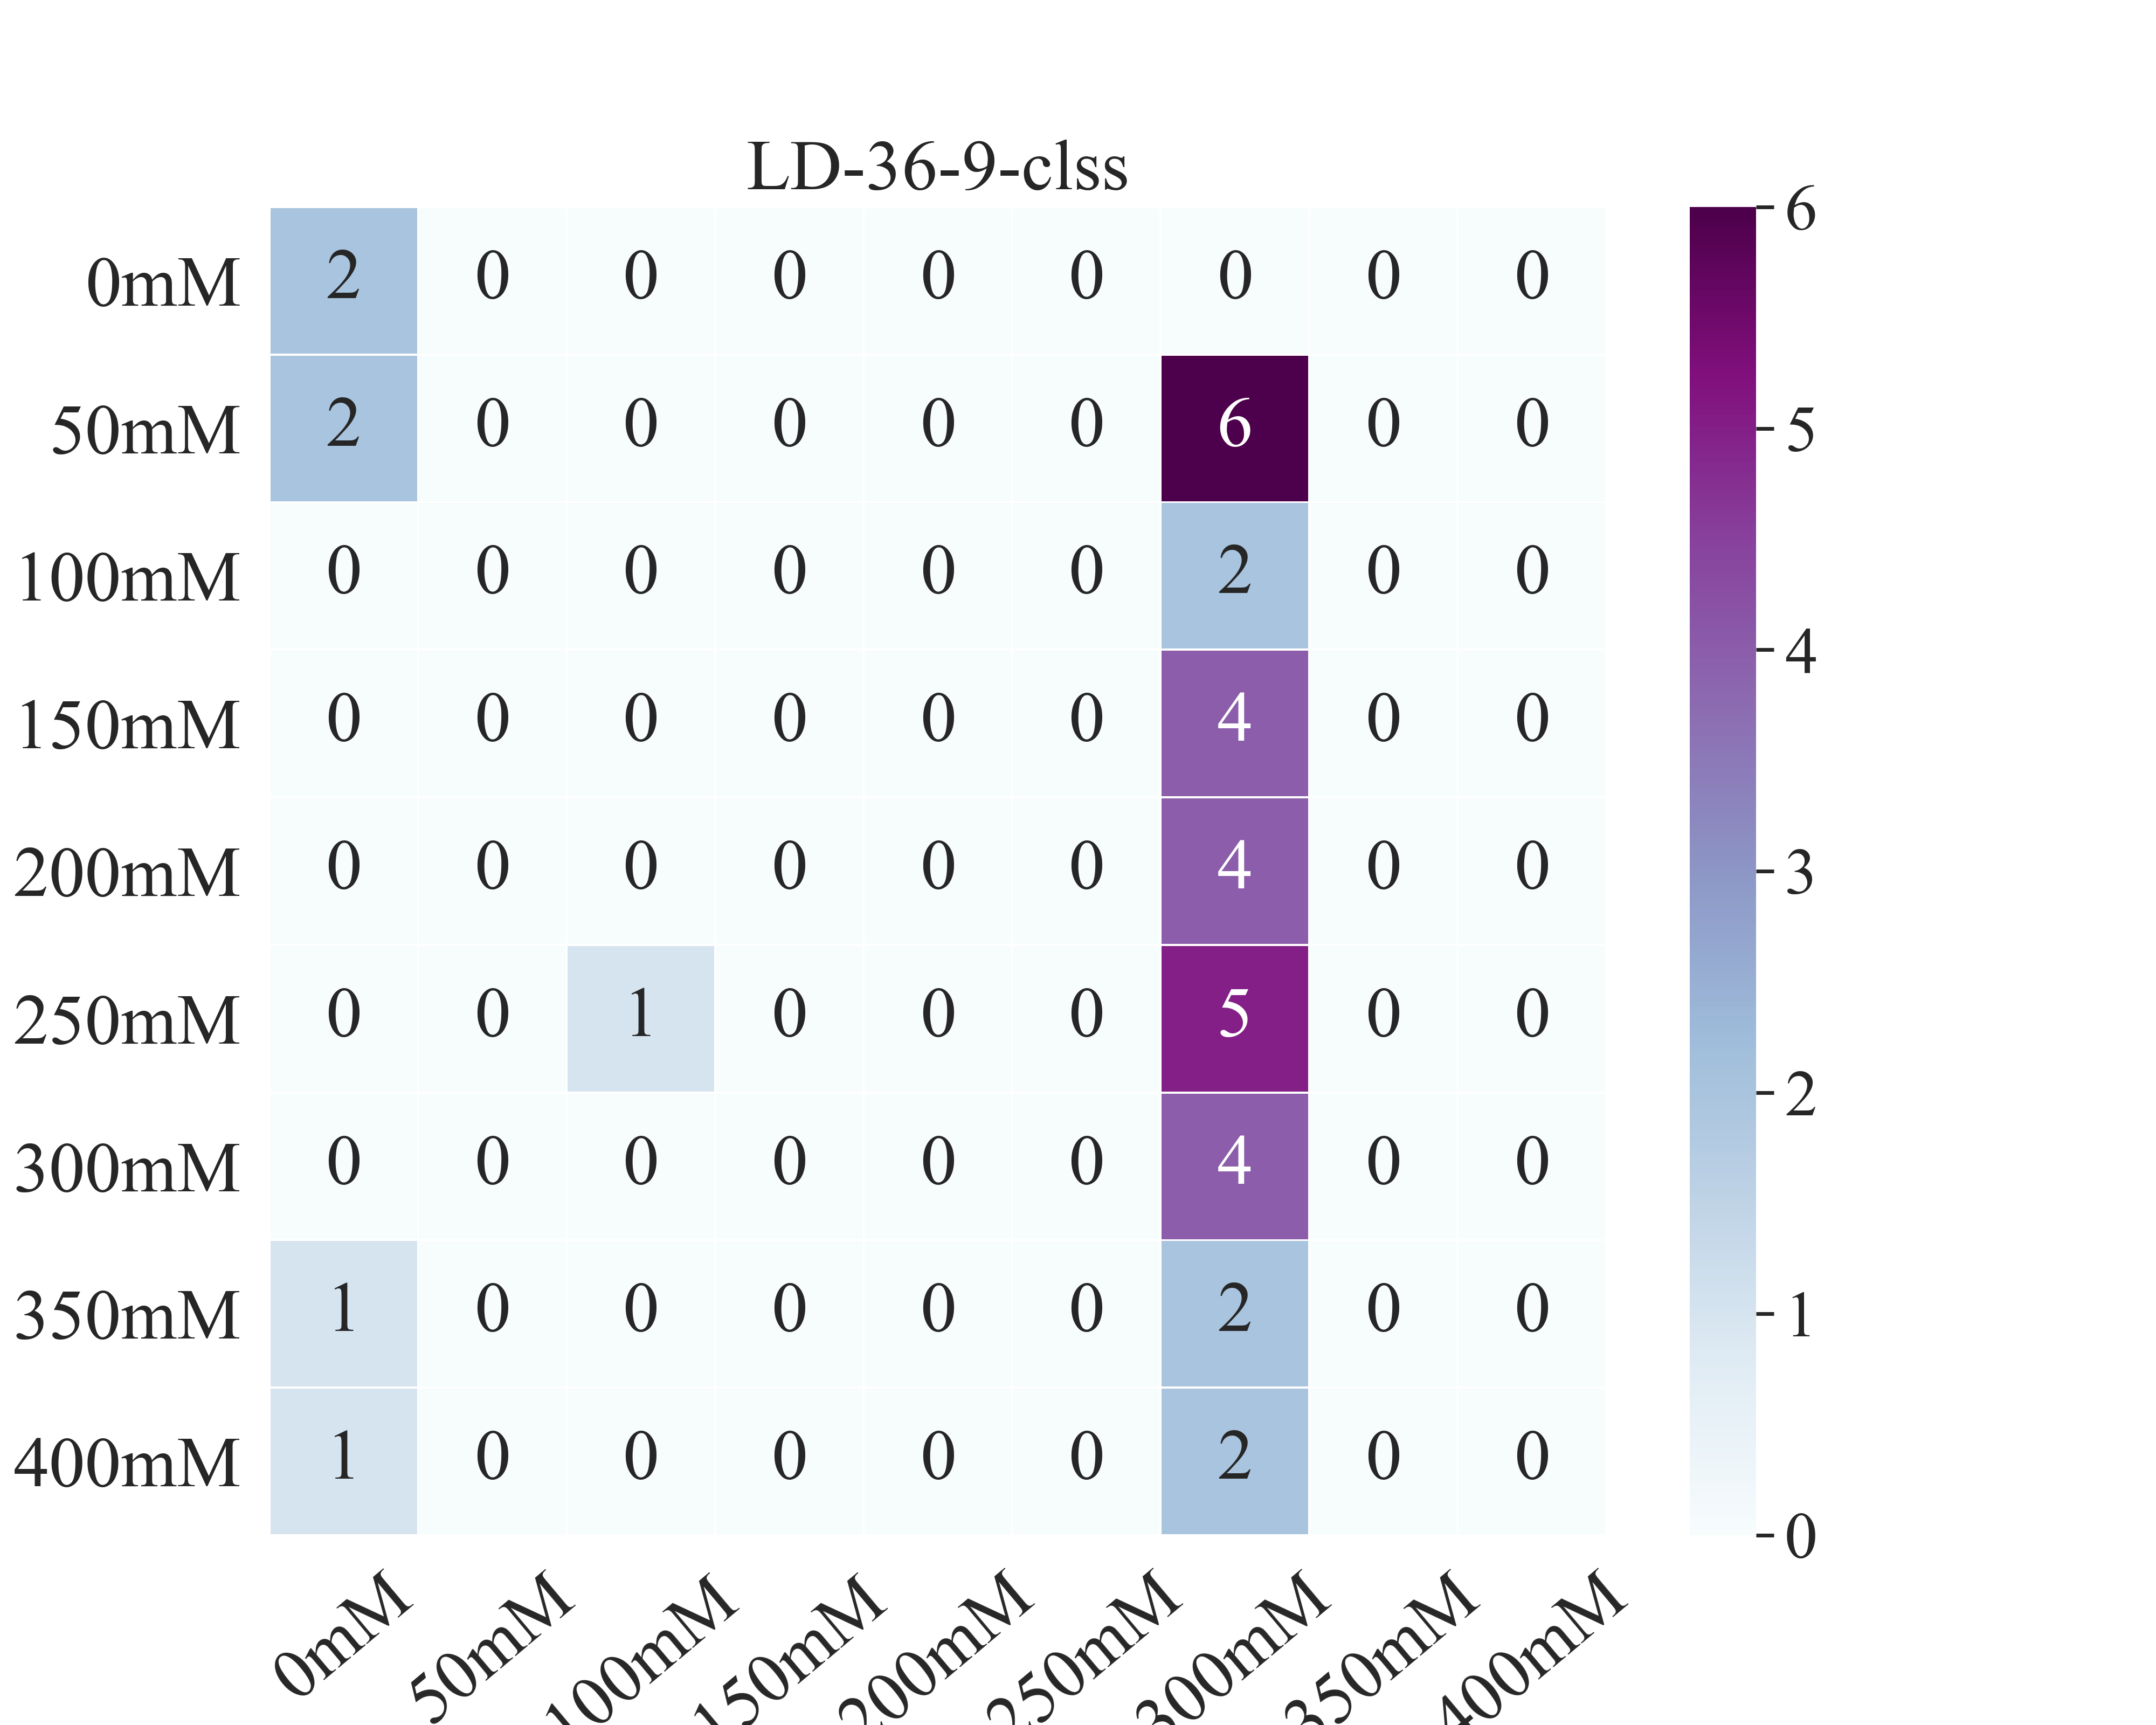 LD-36-9-clss
0mM 2 0 0 0 0 0 0 0 0
50mM 2 0 0 0 0 0 6 0 0
100mM 0 0 0 0 0 0 2 0 0
150mM 0 0 0 0 0 0 4 0 0
200mM 0 0 0 0 0 0 4 0 0
250mM 0 0 1 0 0 0 5 0 0
300mM 0 0 0 0 0 0 4 0 0
350mM 1 0 0 0 0 0 2 0 0
400mM 1 0 0 0 0 0 2 0 0
0mM 50mM 100mM 150mM 200mM 250mM 300mM 350mM 400mM
6
5
4
3
2
1
0